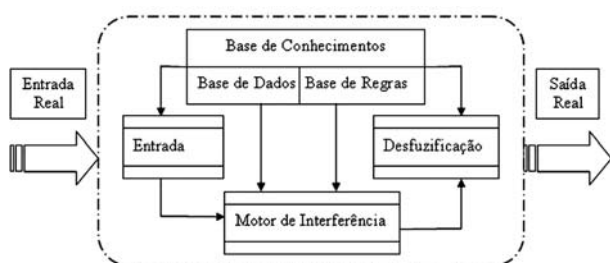 Base de Conhecimentos
Entrada
Real
Base de Dados
Base de Regras
Saída
Real
Entrada
Desfuzificação
Motor de Interferência